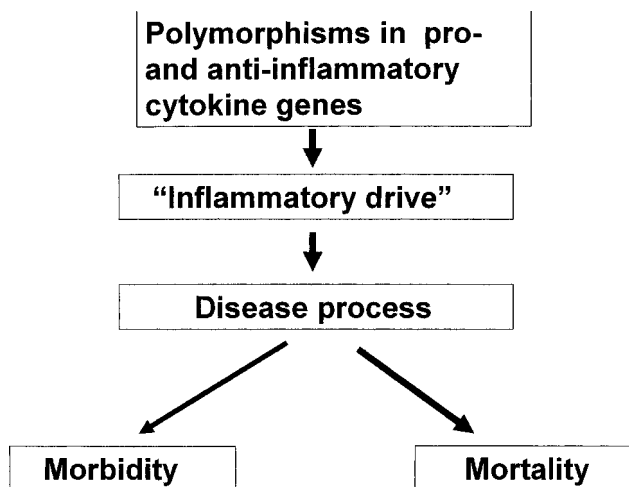 Polymorphisms in pro-
and anti-inflammatory
cytokine genes
“Inflammatory drive”
Disease process
Morbidity
Mortality